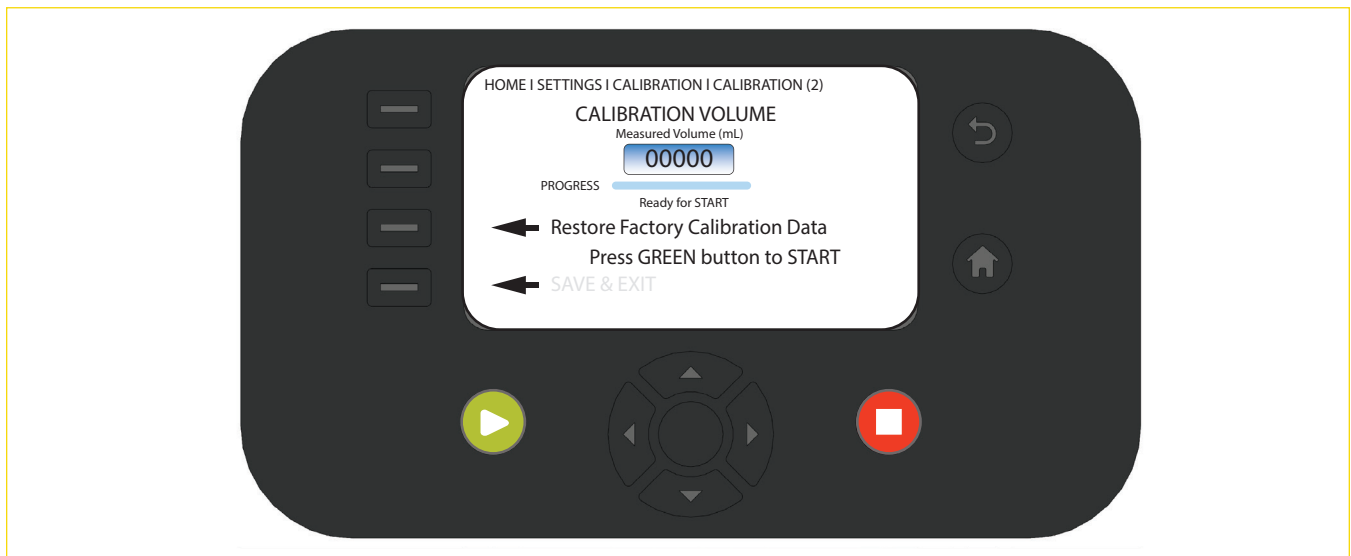 HOME I SETTINGS I CALIBRATION I CALIBRATION (2)
CALIBRATION VOLUME
Measured Volume (mL)
00000
PROGRESS
Ready for START
Restore Factory Calibration Data
Press GREEN button to START
SAVE & EXIT